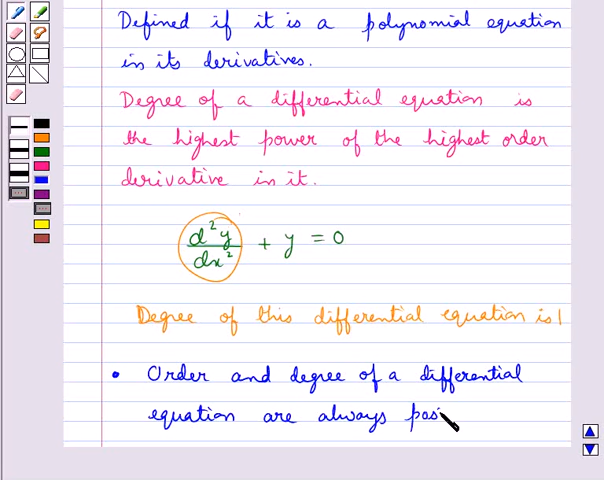 Defined if it is a polynomial equation
in its derivatives.
Degree of a differential equation is
the highest power of the highest order
derivative in it.
d²y/dx² + y = 0
Degree of this differential equation is 1
• Order and degree of a differential
equation are always pos